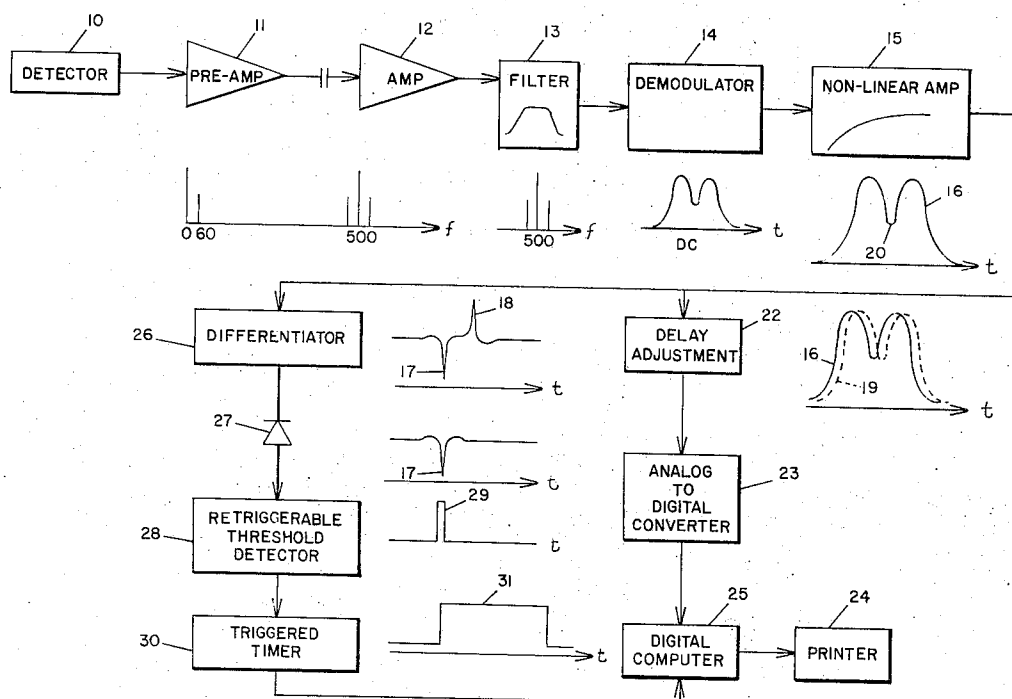 10
11
12
13
14
15
DETECTOR
PRE-AMP
AMP
FILTER
DEMODULATOR
NON-LINEAR AMP
0 60
500
f
500
f
DC
t
16
20
t
26
DIFFERENTIATOR
18
17
t
DELAY
ADJUSTMENT
22
16
19
t
27
17
t
28
RETRIGGERABLE
THRESHOLD
DETECTOR
29
t
ANALOG
TO
DIGITAL
CONVERTER
23
30
TRIGGERED
TIMER
31
t
25
DIGITAL
COMPUTER
24
PRINTER